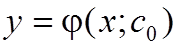 y = φ(x; c₀)